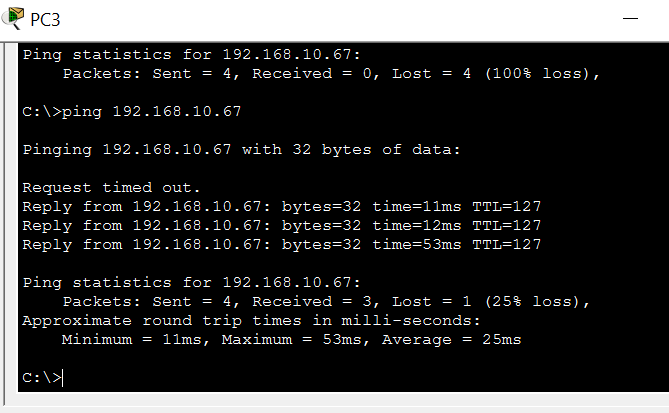 PC3
Ping statistics for 192.168.10.67:
Packets: Sent = 4, Received = 0, Lost = 4 (100% loss),
C:\>ping 192.168.10.67
Pinging 192.168.10.67 with 32 bytes of data:
Request timed out.
Reply from 192.168.10.67: bytes=32 time=11ms TTL=127
Reply from 192.168.10.67: bytes=32 time=12ms TTL=127
Reply from 192.168.10.67: bytes=32 time=53ms TTL=127
Ping statistics for 192.168.10.67:
Packets: Sent = 4, Received = 3, Lost = 1 (25% loss),
Approximate round trip times in milli-seconds:
Minimum = 11ms, Maximum = 53ms, Average = 25ms
C:\>